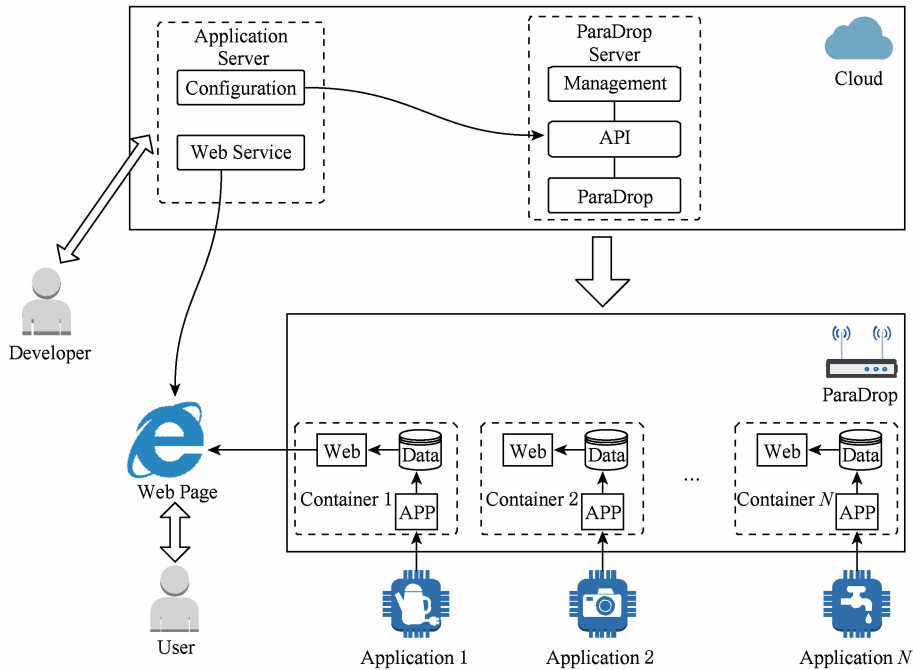 Application
Server
Configuration
Web Service
ParaDrop
Server
Management
API
ParaDrop
Cloud
Developer
ParaDrop
Web Page
User
Web
Data
Container 1
APP
Web
Data
Container 2
APP
...
Web
Data
Container N
APP
Application 1
Application 2
Application N